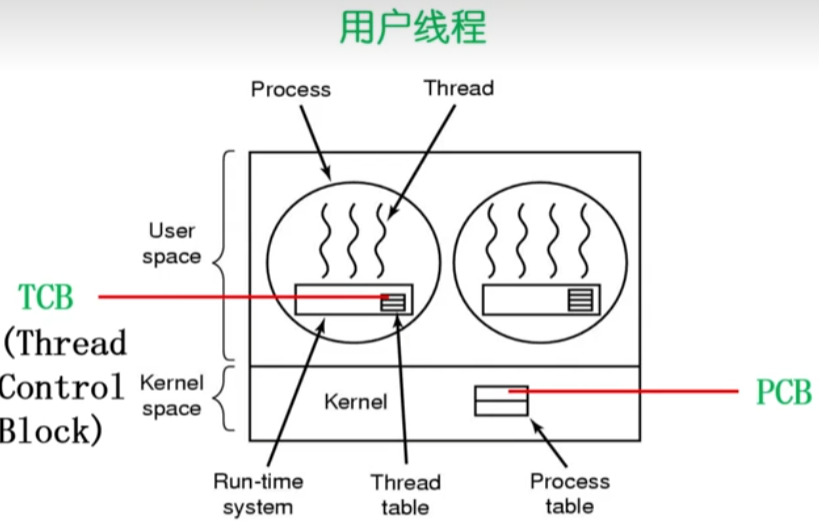 用户线程
Process
Thread
User
space
TCB
(Thread
Control
Block)
Kernel
space
Kernel
PCB
Run-time
system
Thread
table
Process
table